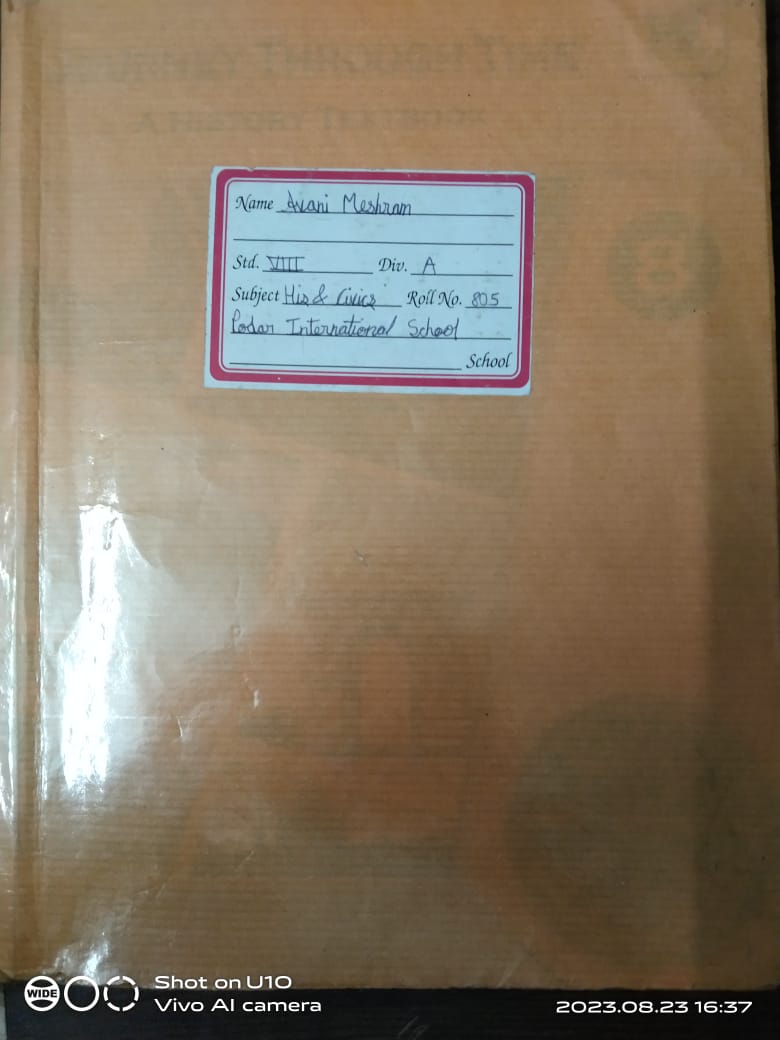 JOURNEY THROUGH TIME
A HISTORY TEXTBOOK
8
Name Avani Meshram
Std. VIII Div. A
Subject His & Civics Roll No. 805
Podar International School
School
WIDE
Shot on U10
Vivo AI camera
2023.08.23 16:37